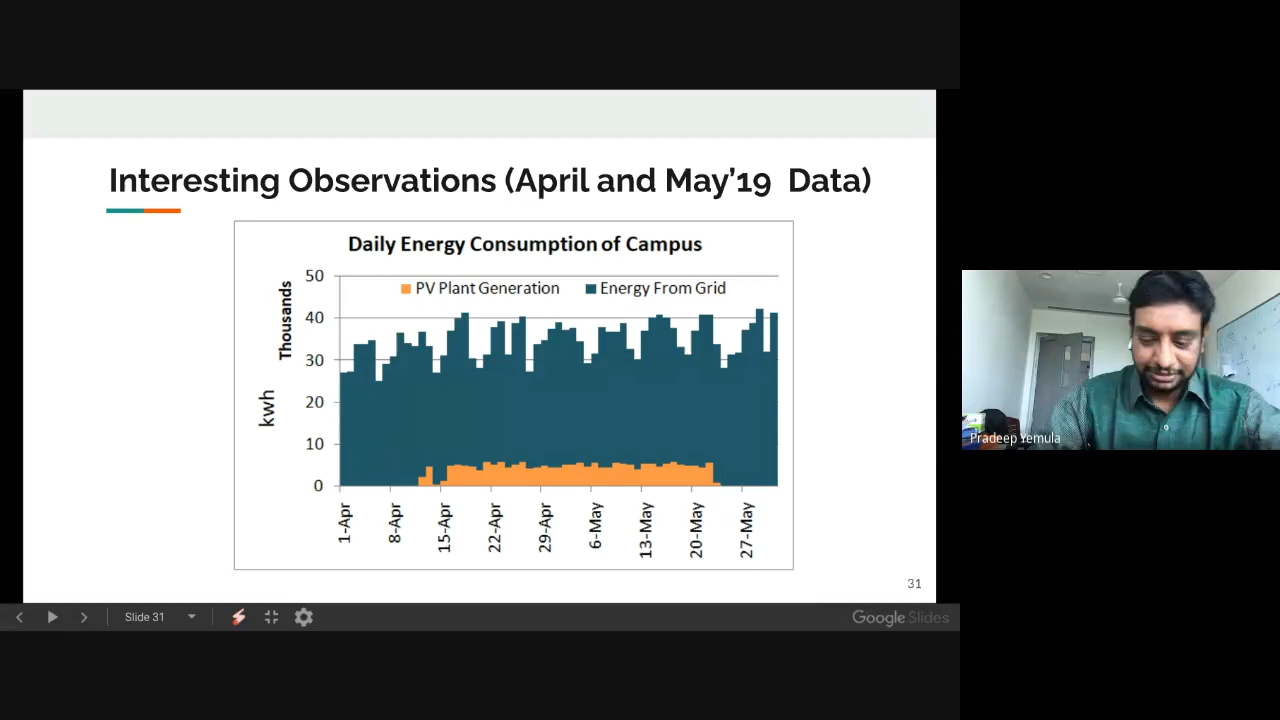 Interesting Observations (April and May’19  Data)
Daily Energy Consumption of Campus
PV Plant Generation
Energy From Grid
Thousands
kwh
50
40
30
20
10
0
1-Apr
8-Apr
15-Apr
22-Apr
29-Apr
6-May
13-May
20-May
27-May
31
Slide 31
Google Slides
Pradeep Yemula